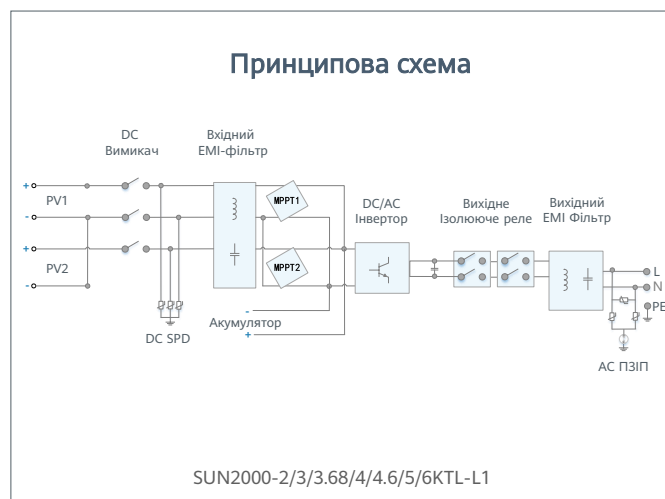 Принципова схема
DC
Вимикач
Вхідний
EMI-фільтр
MPPT1
DC/AC
Інвертор
Вихідне
Ізолююче реле
Вихідний
EMI Фільтр
+
PV1
-
+
PV2
-
MPPT2
L
N
PE
-
Акумулятор
+
DC SPD
АС ПЗІП
SUN2000-2/3/3.68/4/4.6/5/6KTL-L1